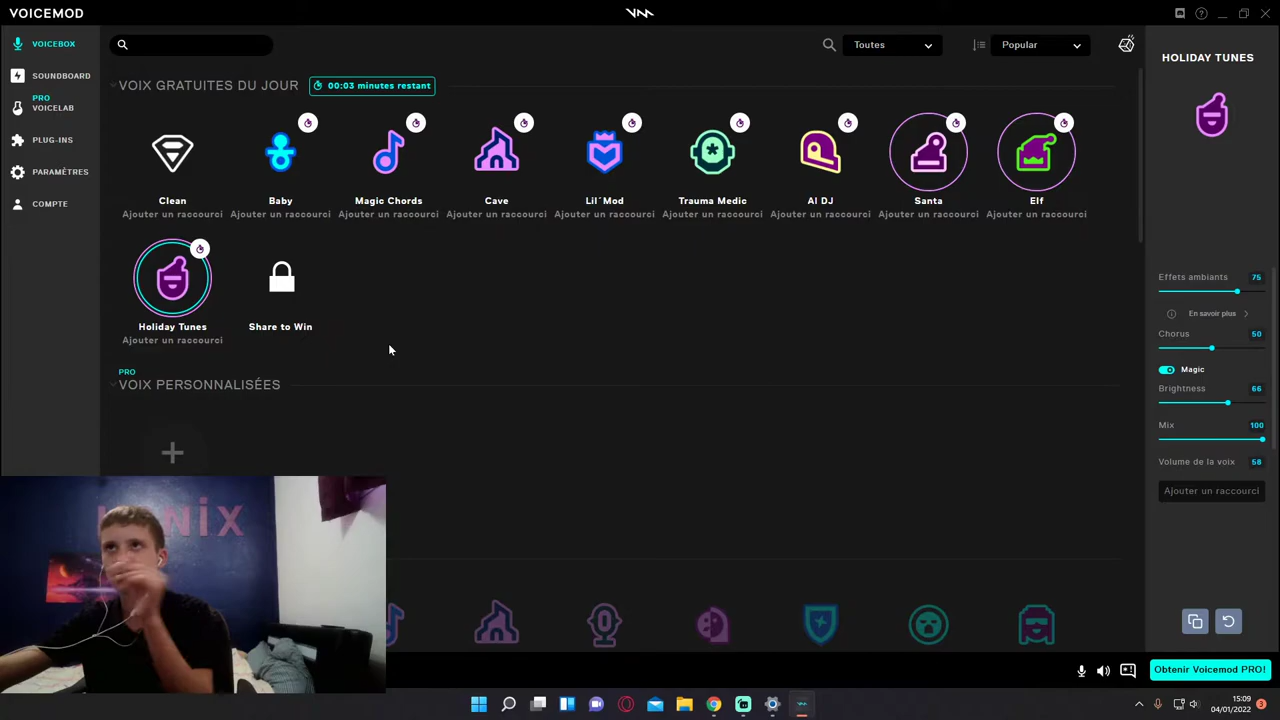 VOICEMOD
VOICEBOX
SOUNDBOARD
PRO
VOICELAB
PLUG-INS
PARAMÈTRES
COMPTE
Toutes
Popular
VOIX GRATUITES DU JOUR
00:03 minutes restant
Clean
Baby
Magic Chords
Cave
Lil´Mod
Trauma Medic
AI DJ
Santa
Elf
Ajouter un raccourci
Ajouter un raccourci
Ajouter un raccourci
Ajouter un raccourci
Ajouter un raccourci
Ajouter un raccourci
Ajouter un raccourci
Ajouter un raccourci
Ajouter un raccourci
Holiday Tunes
Share to Win
Ajouter un raccourci
PRO
VOIX PERSONNALISÉES
HOLIDAY TUNES
Effets ambiants 75
En savoir plus
Chorus 50
Magic
Brightness 66
Mix 100
Volume de la voix 58
Ajouter un raccourci
Obtenir Voicemod PRO!
15:09
04/01/2022
3